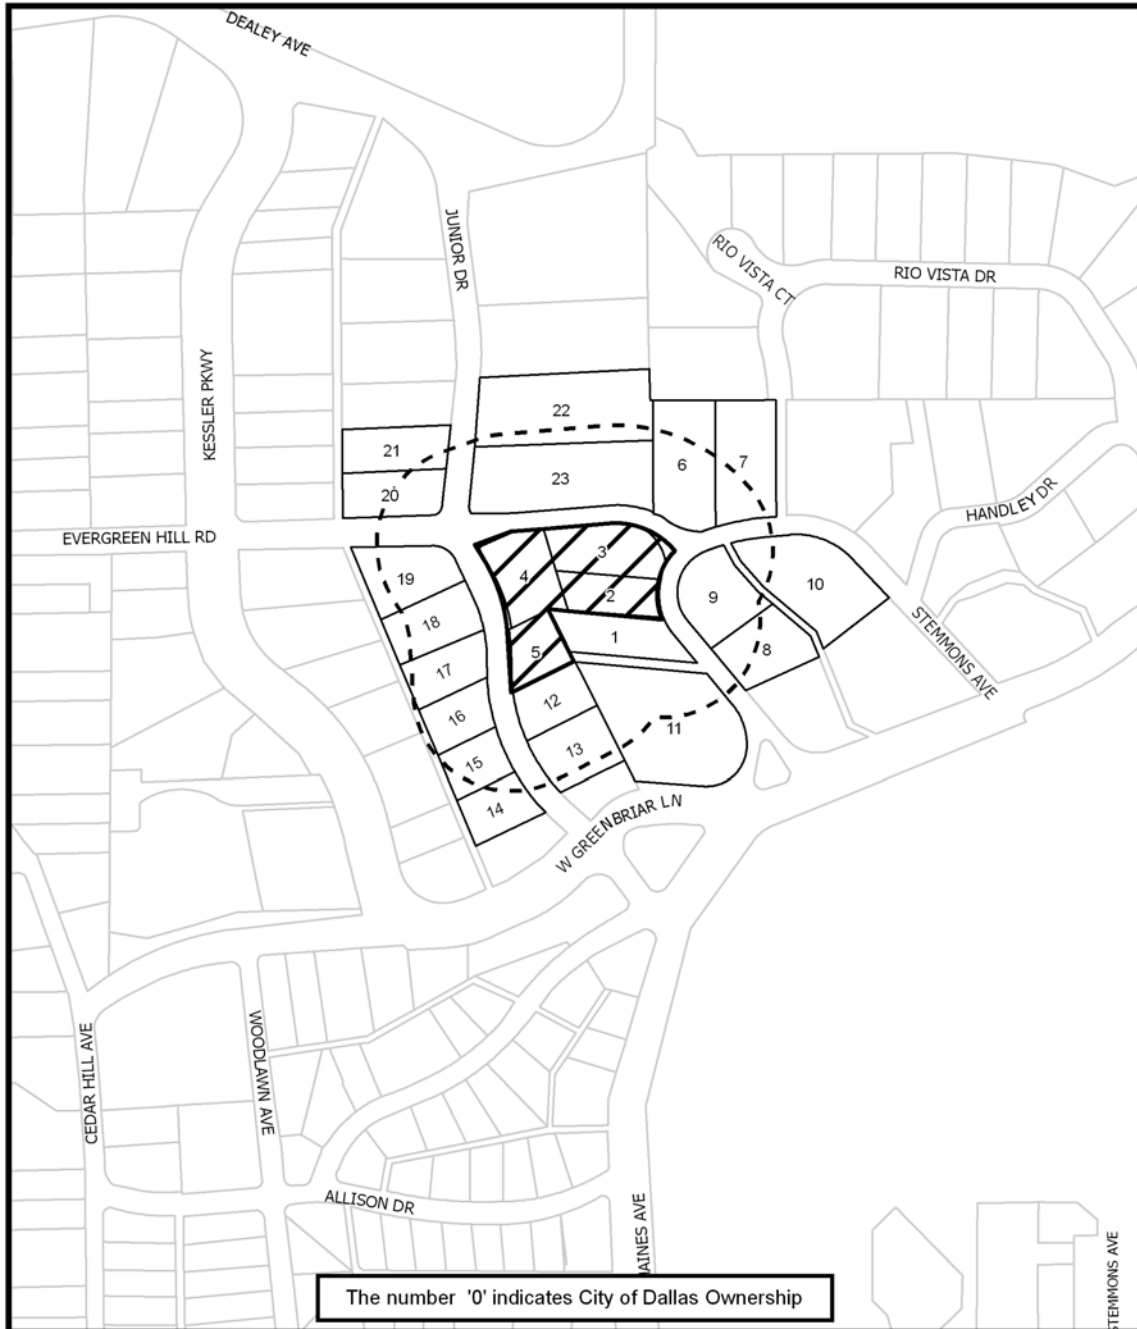 DEALEY AVE
JUNIOR DR
RIO VISTA CT
RIO VISTA DR
KESSLER PKWY
22
21
6
7
23
20
HANDLEY DR
EVERGREEN HILL RD
3
4
19
10
2
9
18
1
STEMMONS AVE
5
8
17
12
16
11
13
15
14
W GREENBRIAR LN
CEDAR HILL AVE
WOODLAWN AVE
ALLISON DR
AINES AVE
STEMMONS AVE
The number '0' indicates City of Dallas Ownership